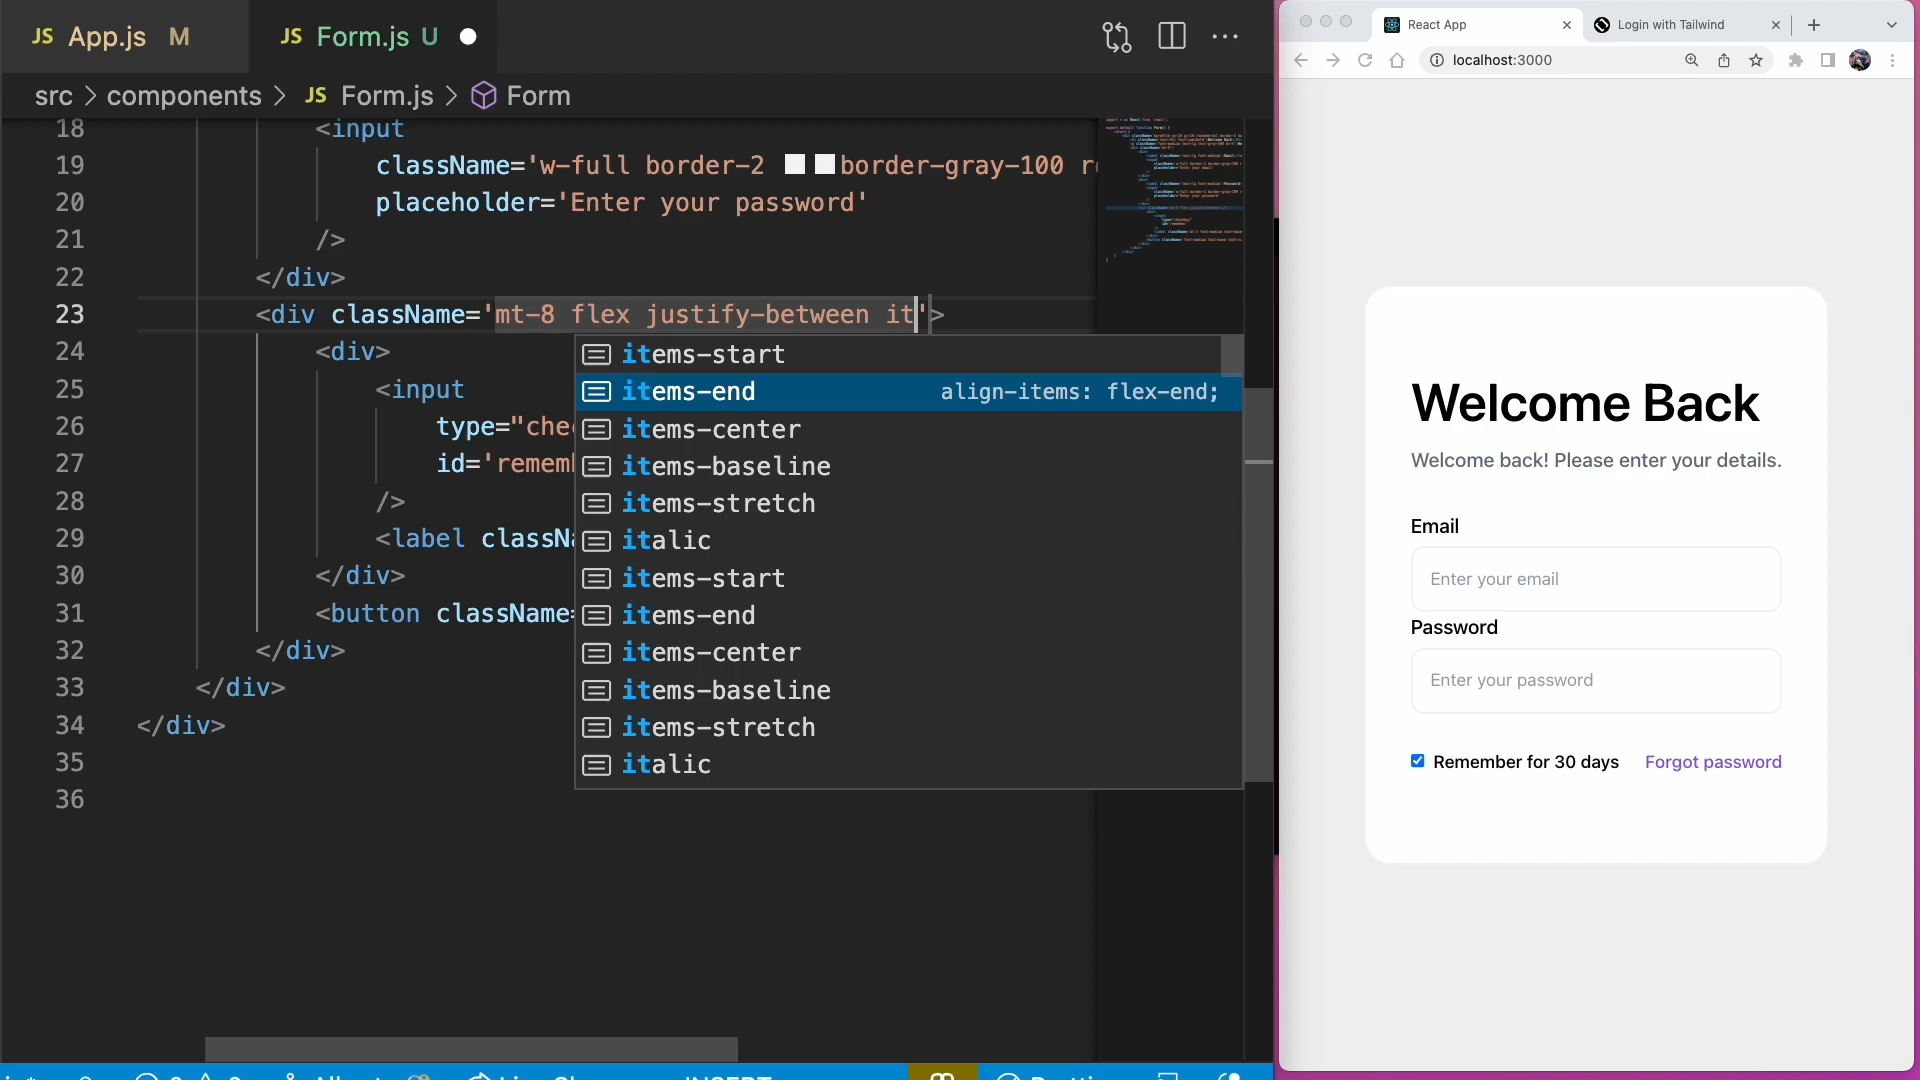 JS App.js M
JS Form.js U
src > components > JS Form.js > Form
18 <input
19 className='w-full border-2 border-gray-100
20 placeholder='Enter your password'
21 />
22 </div>
23 <div className='mt-8 flex justify-between it'>
24 <div>
25 <input
26 type="che
27 id='rememb
28 />
29 <label classNa
30 </div>
31 <button className=
32 </div>
33 </div>
34 </div>
35
36
items-start
items-end align-items: flex-end;
items-center
items-baseline
items-stretch
italic
items-start
items-end
items-center
items-baseline
items-stretch
italic
React App
Login with Tailwind
localhost:3000
Welcome Back
Welcome back! Please enter your details.
Email
Enter your email
Password
Enter your password
Remember for 30 days Forgot password